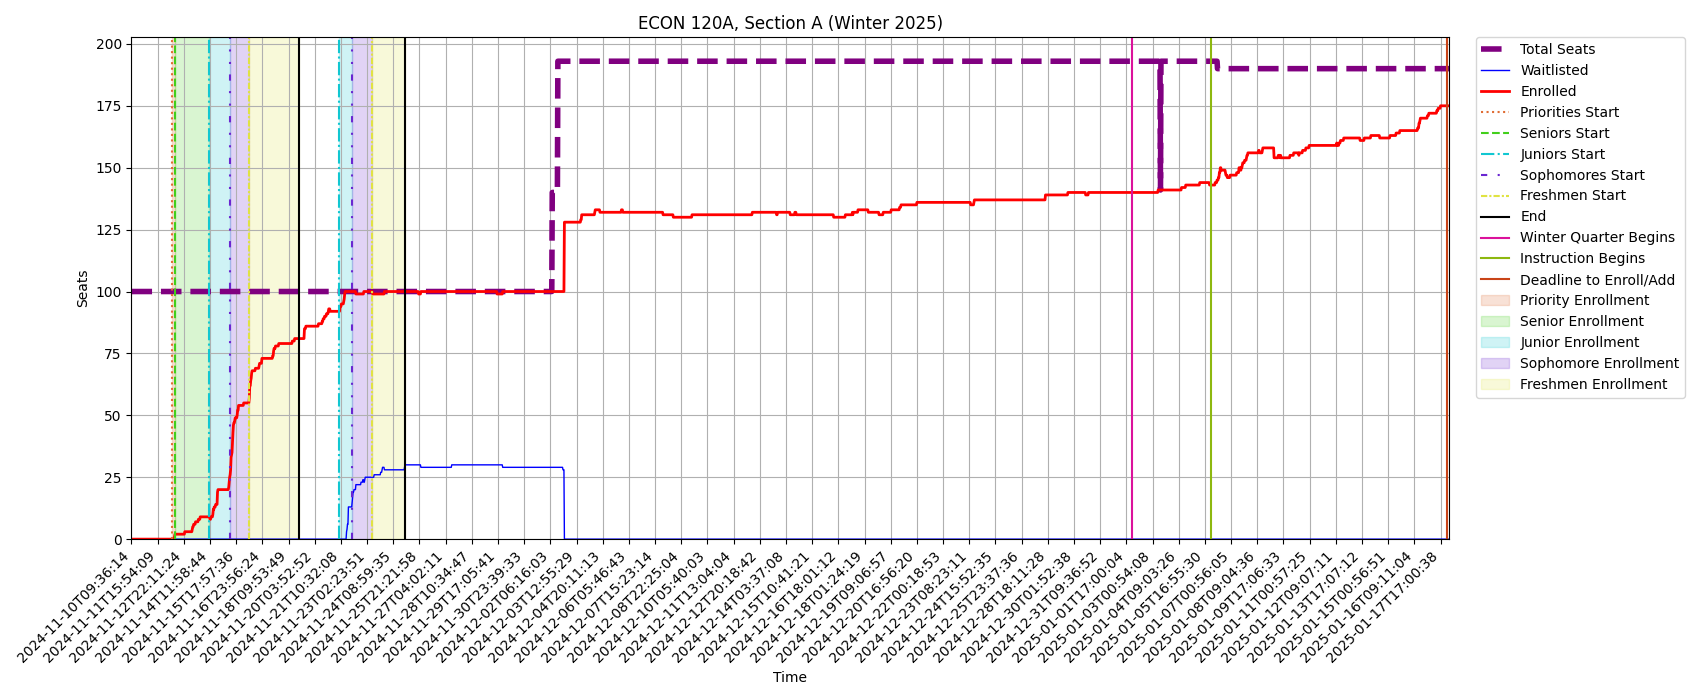 ECON 120A, Section A (Winter 2025)
Seats
200
175
150
125
100
75
50
25
0
2024-11-10T09:36:14
2024-11-11T15:54:09
2024-11-12T22:11:24
2024-11-14T11:58:44
2024-11-15T17:57:36
2024-11-16T23:56:24
2024-11-18T09:53:49
2024-11-20T03:52:52
2024-11-21T10:32:08
2024-11-23T02:23:51
2024-11-24T08:59:35
2024-11-25T21:21:58
2024-11-27T04:02:11
2024-11-28T10:34:47
2024-11-29T17:05:41
2024-11-30T23:39:33
2024-12-02T06:16:03
2024-12-03T12:55:29
2024-12-04T20:11:13
2024-12-06T05:46:43
2024-12-07T15:23:14
2024-12-08T22:25:04
2024-12-10T05:40:03
2024-12-11T13:04:04
2024-12-12T20:18:42
2024-12-14T03:37:08
2024-12-15T10:41:21
2024-12-16T18:01:12
2024-12-18T01:24:19
2024-12-19T09:06:57
2024-12-20T16:56:20
2024-12-22T00:18:53
2024-12-23T08:23:11
2024-12-24T15:52:35
2024-12-25T23:37:36
2024-12-28T18:11:28
2024-12-30T01:52:38
2024-12-31T09:36:52
2025-01-01T17:00:04
2025-01-03T00:54:08
2025-01-04T09:03:26
2025-01-05T16:55:30
2025-01-07T00:56:05
2025-01-08T09:04:36
2025-01-09T17:06:33
2025-01-11T00:57:25
2025-01-12T09:07:11
2025-01-13T17:07:12
2025-01-15T00:56:51
2025-01-16T09:11:04
2025-01-17T17:00:38
Time
Total Seats
Waitlisted
Enrolled
Priorities Start
Seniors Start
Juniors Start
Sophomores Start
Freshmen Start
End
Winter Quarter Begins
Instruction Begins
Deadline to Enroll/Add
Priority Enrollment
Senior Enrollment
Junior Enrollment
Sophomore Enrollment
Freshmen Enrollment